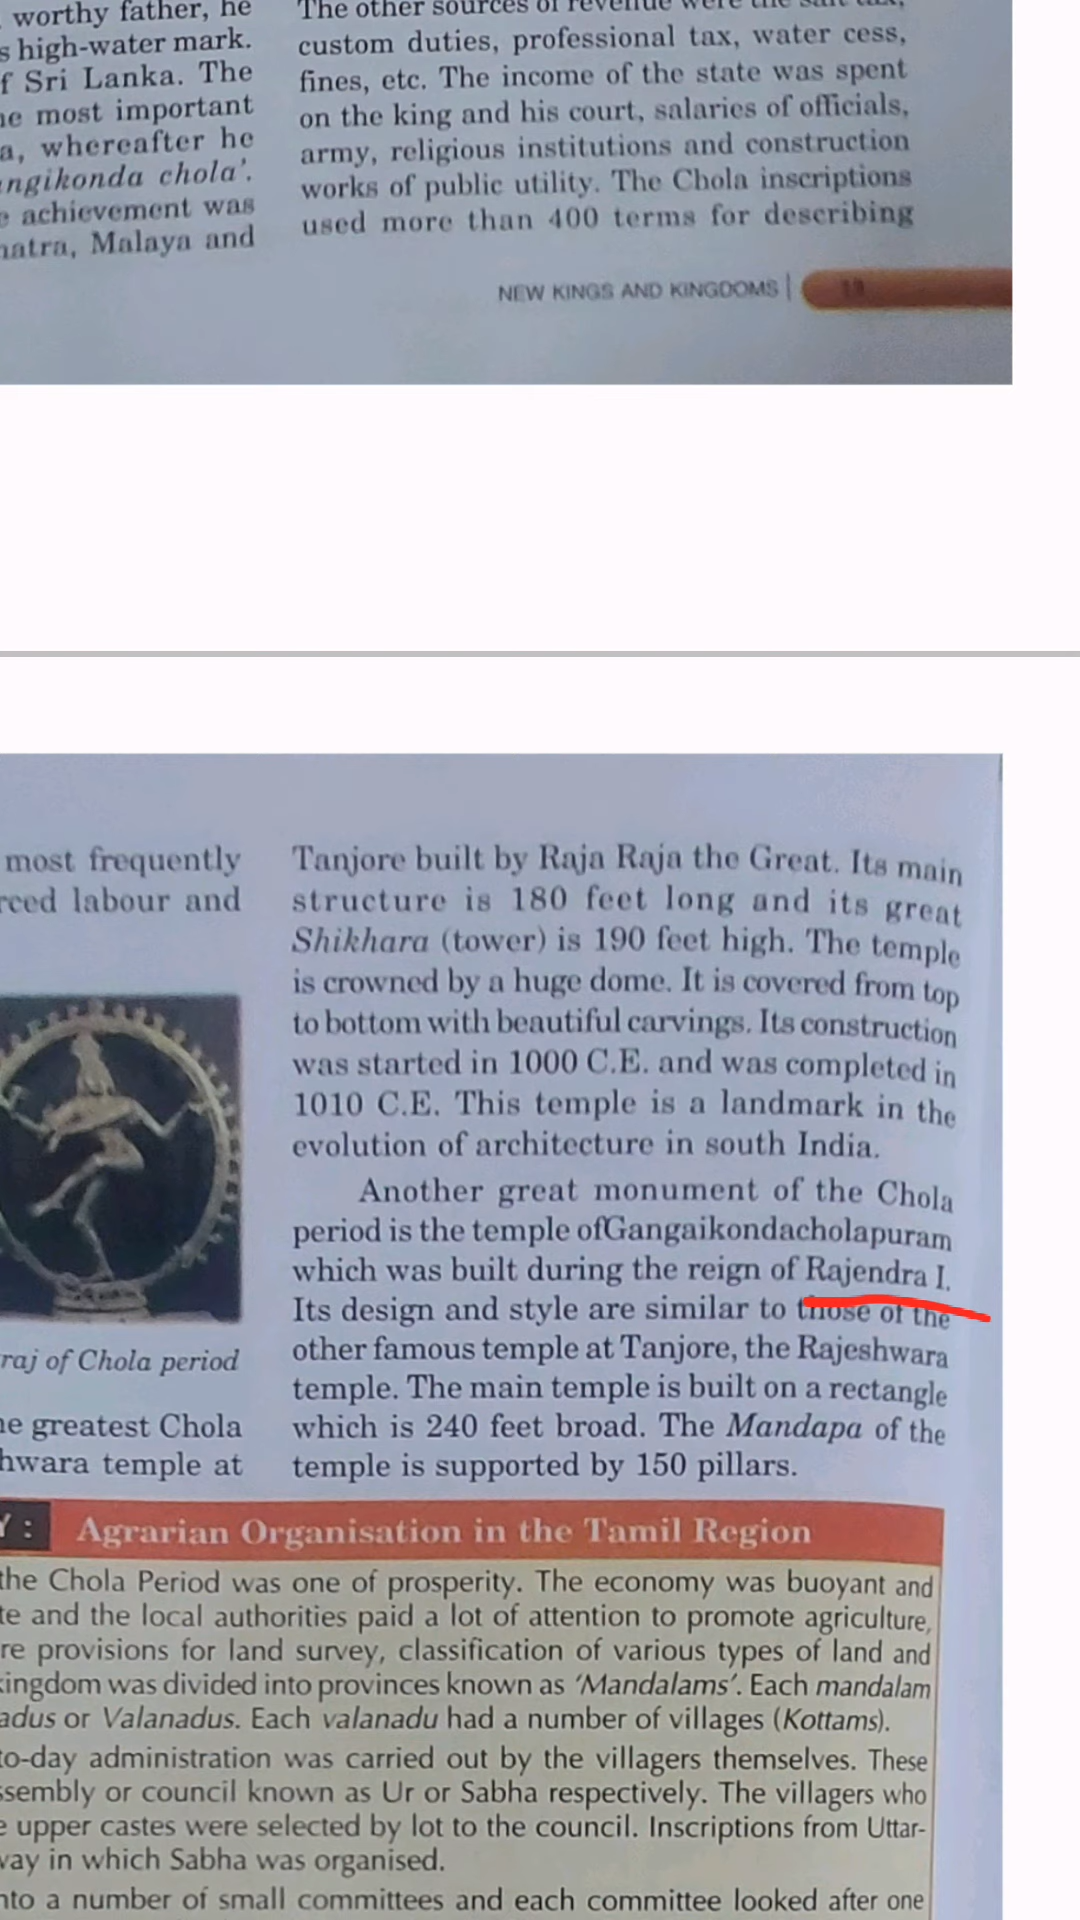 worthy father, he
s high-water mark.
f Sri Lanka. The
e most important
a, whereafter he
ngikonda chola'.
e achievement was
natra, Malaya and
The other sources of revenue were the salt tax,
custom duties, professional tax, water cess,
fines, etc. The income of the state was spent
on the king and his court, salaries of officials,
army, religious institutions and construction
works of public utility. The Chola inscriptions
used more than 400 terms for describing
NEW KINGS AND KINGDOMS | 19
most frequently
rced labour and
raj of Chola period
he greatest Chola
hwara temple at
Tanjore built by Raja Raja the Great. Its main
structure is 180 feet long and its great
Shikhara (tower) is 190 feet high. The temple
is crowned by a huge dome. It is covered from top
to bottom with beautiful carvings. Its construction
was started in 1000 C.E. and was completed in
1010 C.E. This temple is a landmark in the
evolution of architecture in south India.
Another great monument of the Chola
period is the temple ofGangaikondacholapuram
which was built during the reign of Rajendra I.
Its design and style are similar to those of the
other famous temple at Tanjore, the Rajeshwara
temple. The main temple is built on a rectangle
which is 240 feet broad. The Mandapa of the
temple is supported by 150 pillars.
Y : Agrarian Organisation in the Tamil Region
the Chola Period was one of prosperity. The economy was buoyant and
te and the local authorities paid a lot of attention to promote agriculture,
re provisions for land survey, classification of various types of land and
kingdom was divided into provinces known as 'Mandalams'. Each mandalam
adus or Valanadus. Each valanadu had a number of villages (Kottams).
to-day administration was carried out by the villagers themselves. These
ssembly or council known as Ur or Sabha respectively. The villagers who
e upper castes were selected by lot to the council. Inscriptions from Uttar-
way in which Sabha was organised.
nto a number of small committees and each committee looked after one